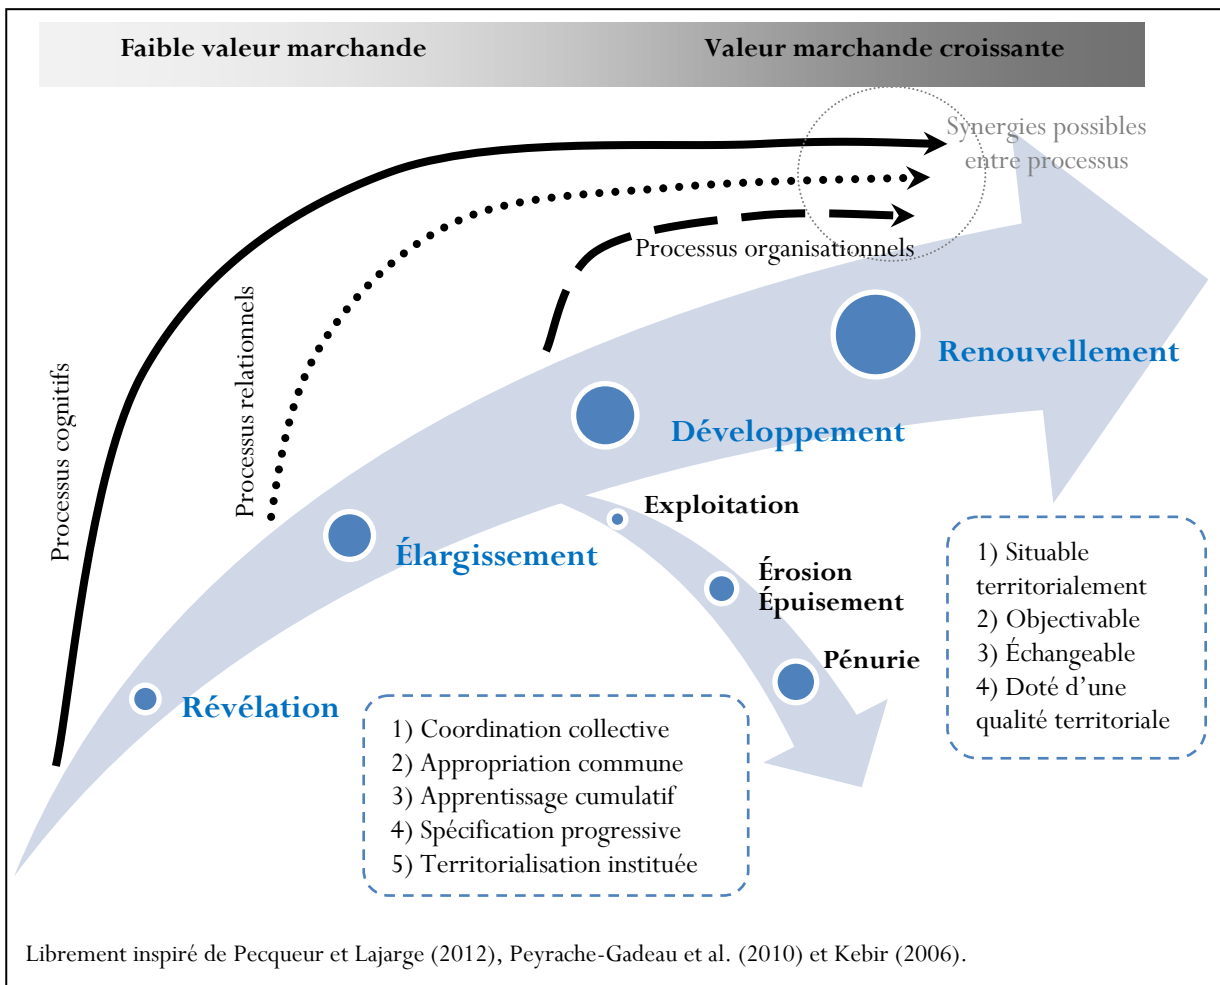 Faible valeur marchande
Valeur marchande croissante
Synergies possibles
entre processus
Processus organisationnels
Processus relationnels
Processus cognitifs
Renouvellement
Développement
Élargissement
Révélation
Exploitation
Érosion
Épuisement
Pénurie
1) Situable
territorialement
2) Objectivable
3) Échangeable
4) Doté d’une
qualité territoriale
1) Coordination collective
2) Appropriation commune
3) Apprentissage cumulatif
4) Spécification progressive
5) Territorialisation instituée
Librement inspiré de Pecqueur et Lajarge (2012), Peyrache-Gadeau et al. (2010) et Kebir (2006).